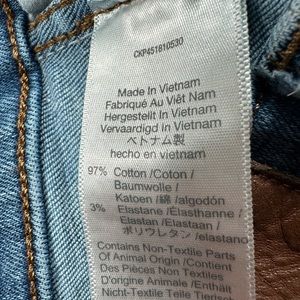 CKP451810530
Made In Vietnam
Fabriqué Au Viêt Nam
Hergestellt In Vietnam
Vervaardigd In Vietnam
ベトナム製
hecho en vietnam
97% Cotton /Coton /
Baumwolle /
Katoen /綿 /algodón
3% Elastane /Élasthanne /
Elastan /Elastaan /
ポリウレタン /elastano
Contains Non-Textile Parts
Of Animal Origin /Contient
Des Pièces Non Textiles
D'origine Animale /Enthält
Nicht-Textile Teile Tierischen